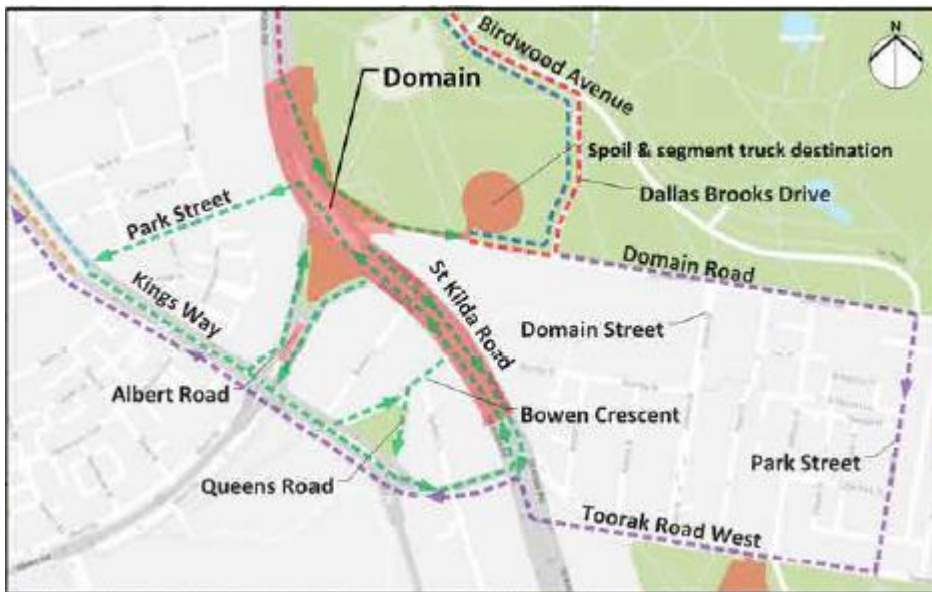 N
Birdwood Avenue
Domain
Spoil & segment truck destination
Dallas Brooks Drive
Park Street
Domain Road
Kings Way
St Kilda Road
Domain Street
Albert Road
Bowen Crescent
Park Street
Queens Road
Toorak Road West